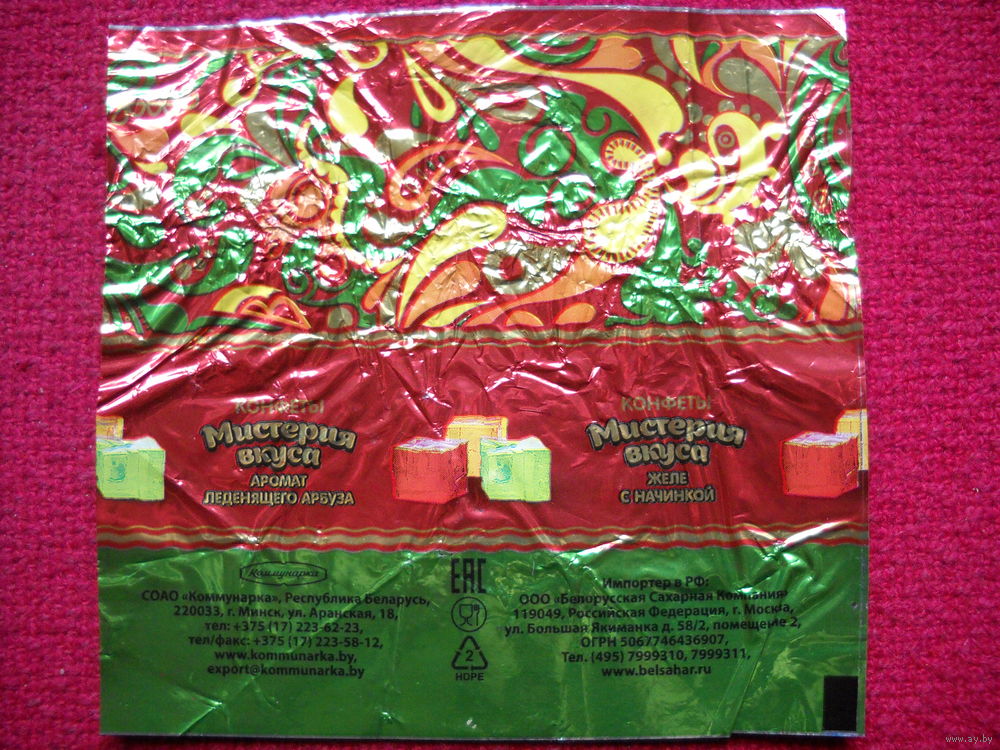 КОНФЕТЫ
Мистерия
вкуса
АРОМАТ
ЛЕДЕНЯЩЕГО АРБУЗА
КОНФЕТЫ
Мистерия
вкуса
ЖЕЛЕ
С НАЧИНКОЙ
Коммунарка
СОАО «Коммунарка», Республика Беларусь,
220033, г. Минск, ул. Аранская, 18,
тел: +375 (17) 223-62-23,
тел/факс: +375 (17) 223-58-12,
www.kommunarka.by,
export@kommunarka.by
EAC
2
HDPE
Импортер в РФ:
ООО «Белорусская Сахарная Компания»
119049, Российская Федерация, г. Москва,
ул. Большая Якиманка д. 58/2, помещение 2,
ОГРН 5067746436907,
Тел. (495) 7999310, 7999311,
www.belsahar.ru
www.ay.by